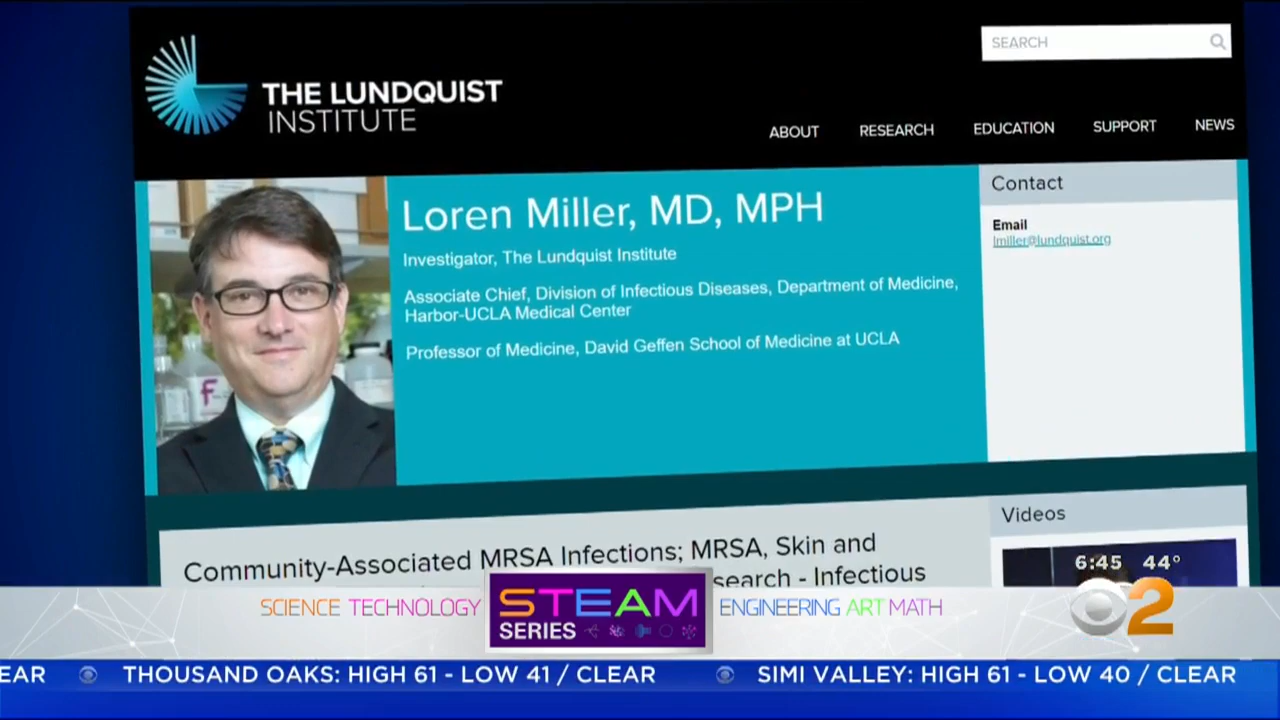 THE LUNDQUIST
INSTITUTE
SEARCH
ABOUT RESEARCH EDUCATION SUPPORT NEWS
Loren Miller, MD, MPH
Investigator, The Lundquist Institute
Associate Chief, Division of Infectious Diseases, Department of Medicine,
Harbor-UCLA Medical Center
Professor of Medicine, David Geffen School of Medicine at UCLA
Contact
Email
lmiller@lundquist.org
Community-Associated MRSA Infections; MRSA, Skin and
search - Infectious
Videos
6:45 44°
2
SCIENCE TECHNOLOGY
STEAM
SERIES
ENGINEERING ART MATH
EAR THOUSAND OAKS: HIGH 61 - LOW 41 / CLEAR SIMI VALLEY: HIGH 61 - LOW 40 / CLEAR